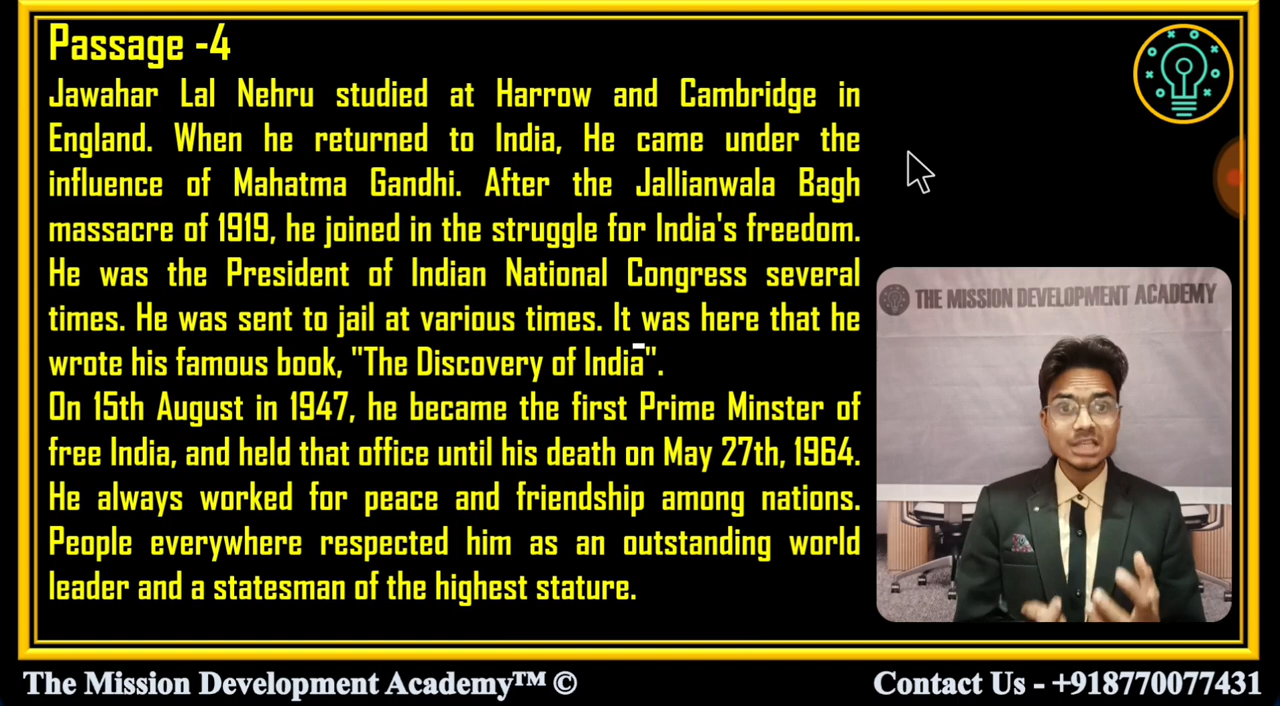 Passage -4
Jawahar Lal Nehru studied at Harrow and Cambridge in
England. When he returned to India, He came under the
influence of Mahatma Gandhi. After the Jallianwala Bagh
massacre of 1919, he joined in the struggle for India's freedom.
He was the President of Indian National Congress several
times. He was sent to jail at various times. It was here that he
wrote his famous book, "The Discovery of India".
On 15th August in 1947, he became the first Prime Minster of
free India, and held that office until his death on May 27th, 1964.
He always worked for peace and friendship among nations.
People everywhere respected him as an outstanding world
leader and a statesman of the highest stature.
THE MISSION DEVELOPMENT ACADEMY
The Mission Development Academy™ ©
Contact Us - +918770077431